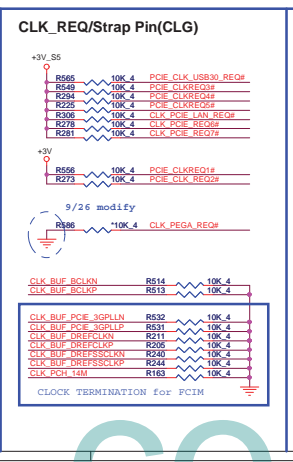 CLK_REQ/Strap Pin(CLG)
+3V_S5
R565 10K_4 PCIE_CLK_USB30_REQ#
R549 10K_4 PCIE_CLKREQ3#
R294 10K_4 PCIE_CLKREQ4#
R225 10K_4 PCIE_CLKREQ5#
R306 10K_4 CLK_PCIE_LAN_REQ#
R278 10K_4 CLK_PCIE_REQ6#
R281 10K_4 CLK_PCIE_REQ7#
+3V
R556 10K_4 PCIE_CLKREQ1#
R273 10K_4 PCIE_CLK_REQ2#
9/26 modify
R586 *10K_4 CLK_PEGA_REQ#
CLK_BUF_BCLKN R514 10K_4
CLK_BUF_BCLKP R513 10K_4
CLK_BUF_PCIE_3GPLLN R532 10K_4
CLK_BUF_PCIE_3GPLLP R531 10K_4
CLK_BUF_DREFCLKN R211 10K_4
CLK_BUF_DREFCLKP R205 10K_4
CLK_BUF_DREFSSCLKN R240 10K_4
CLK_BUF_DREFSSCLKP R244 10K_4
CLK_PCH_14M R163 10K_4
CLOCK TERMINATION for FCIM